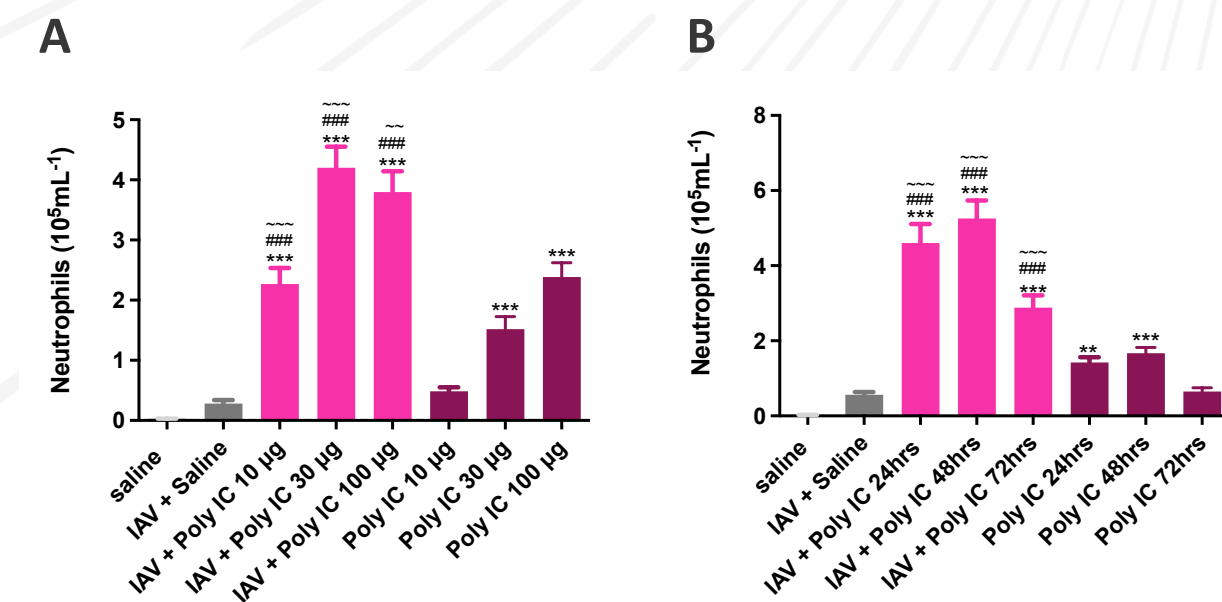 A
Neutrophils (10⁵mL⁻¹)
5
4
3
2
1
0
~~~
###
***
~~~
###
***
~~
###
***
***
***
saline
IAV + Saline
IAV + Poly IC 10 µg
IAV + Poly IC 30 µg
IAV + Poly IC 100 µg
Poly IC 10 µg
Poly IC 30 µg
Poly IC 100 µg
B
Neutrophils (10⁵mL⁻¹)
8
6
4
2
0
~~~
###
***
~~~
###
***
~~~
###
***
**
***
saline
IAV + Saline
IAV + Poly IC 24hrs
IAV + Poly IC 48hrs
IAV + Poly IC 72hrs
Poly IC 24hrs
Poly IC 48hrs
Poly IC 72hrs